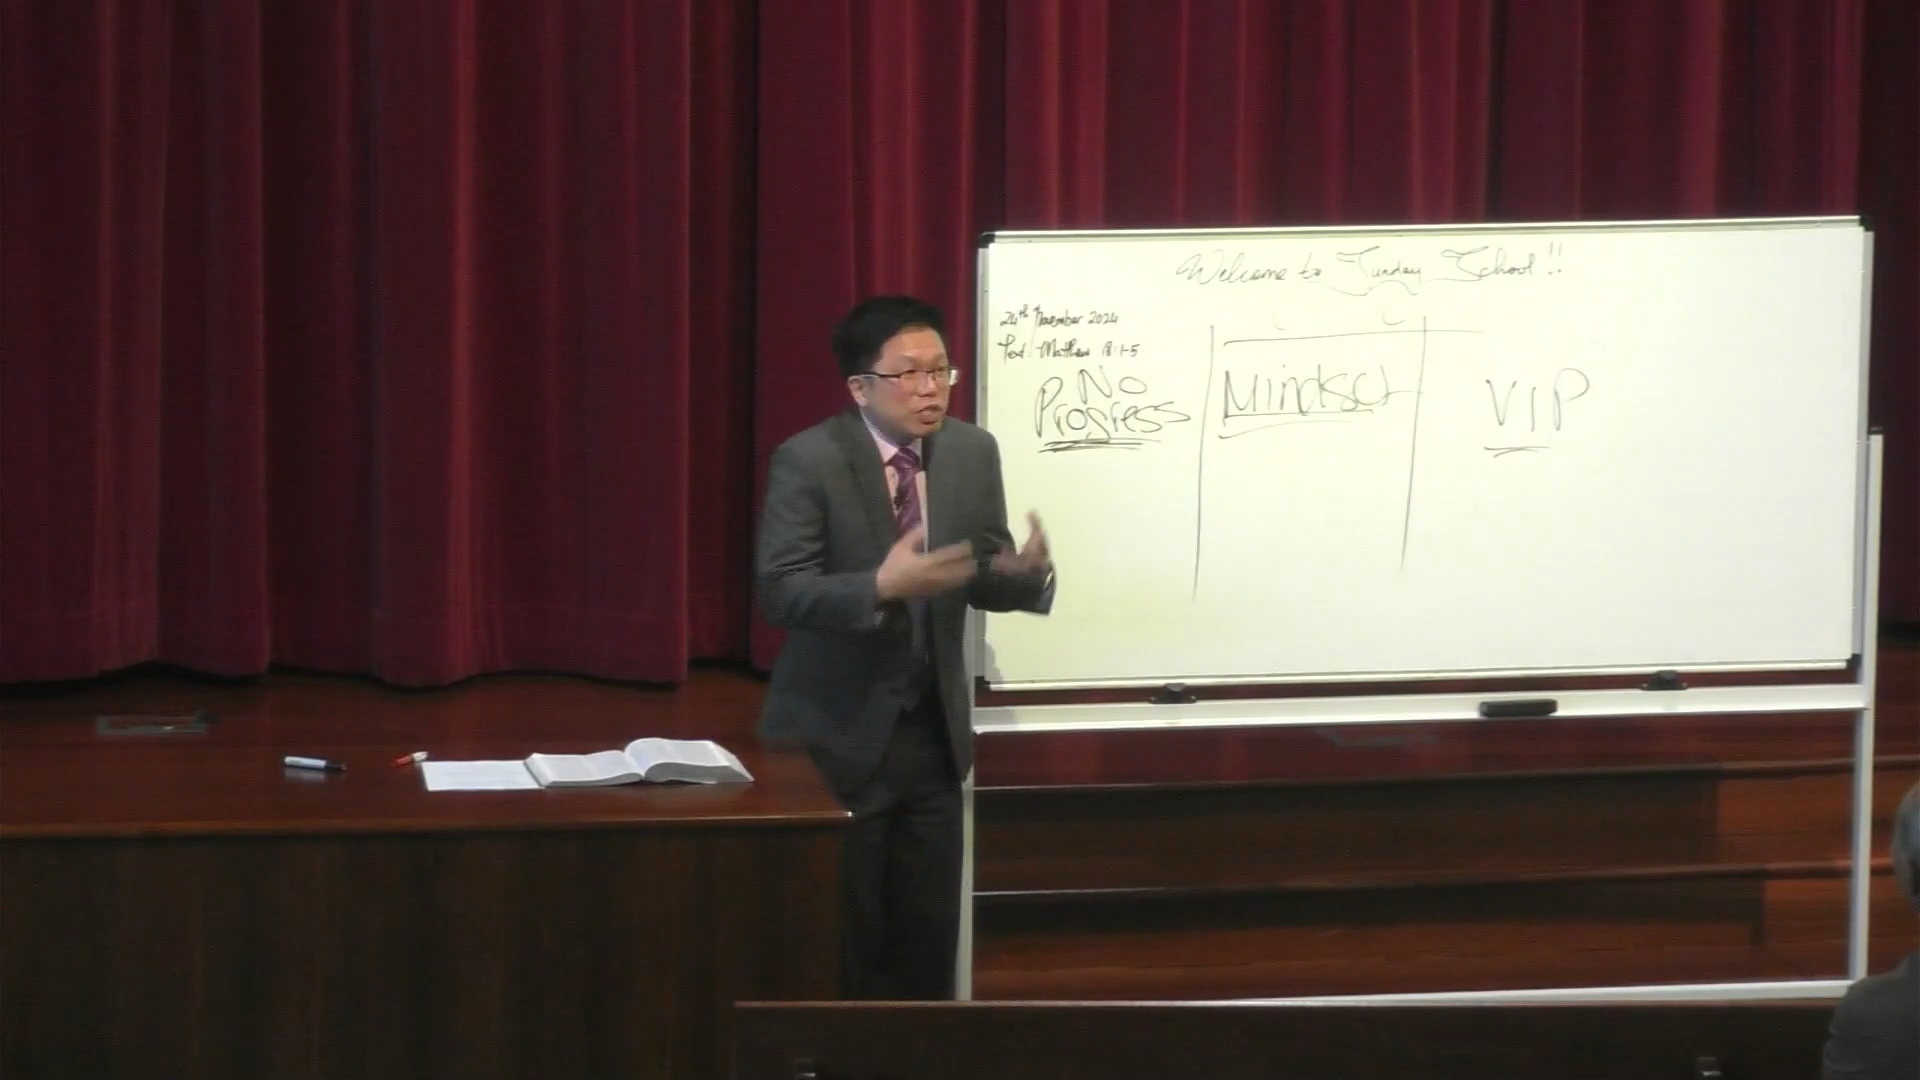 Welcome to Sunday School!!
24th November 2024
Text: Matthew 18:1-5
No
Progress
Mindset
VIP